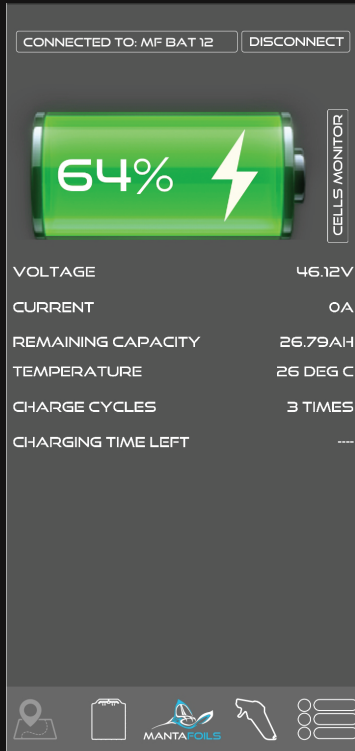 CONNECTED TO: MF BAT 12 DISCONNECT
64%
CELLS MONITOR
VOLTAGE 46.12V
CURRENT 0A
REMAINING CAPACITY 26.79AH
TEMPERATURE 26 DEG C
CHARGE CYCLES 3 TIMES
CHARGING TIME LEFT ----
MANTAFOILS